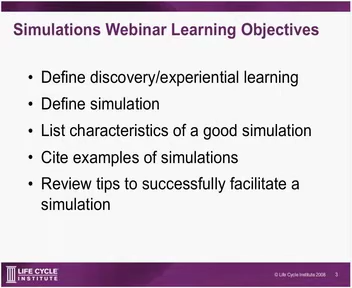 Simulations Webinar Learning Objectives
• Define discovery/experiential learning
• Define simulation
• List characteristics of a good simulation
• Cite examples of simulations
• Review tips to successfully facilitate a
simulation
LIFE CYCLE
INSTITUTE
© Life Cycle Institute 2008 3